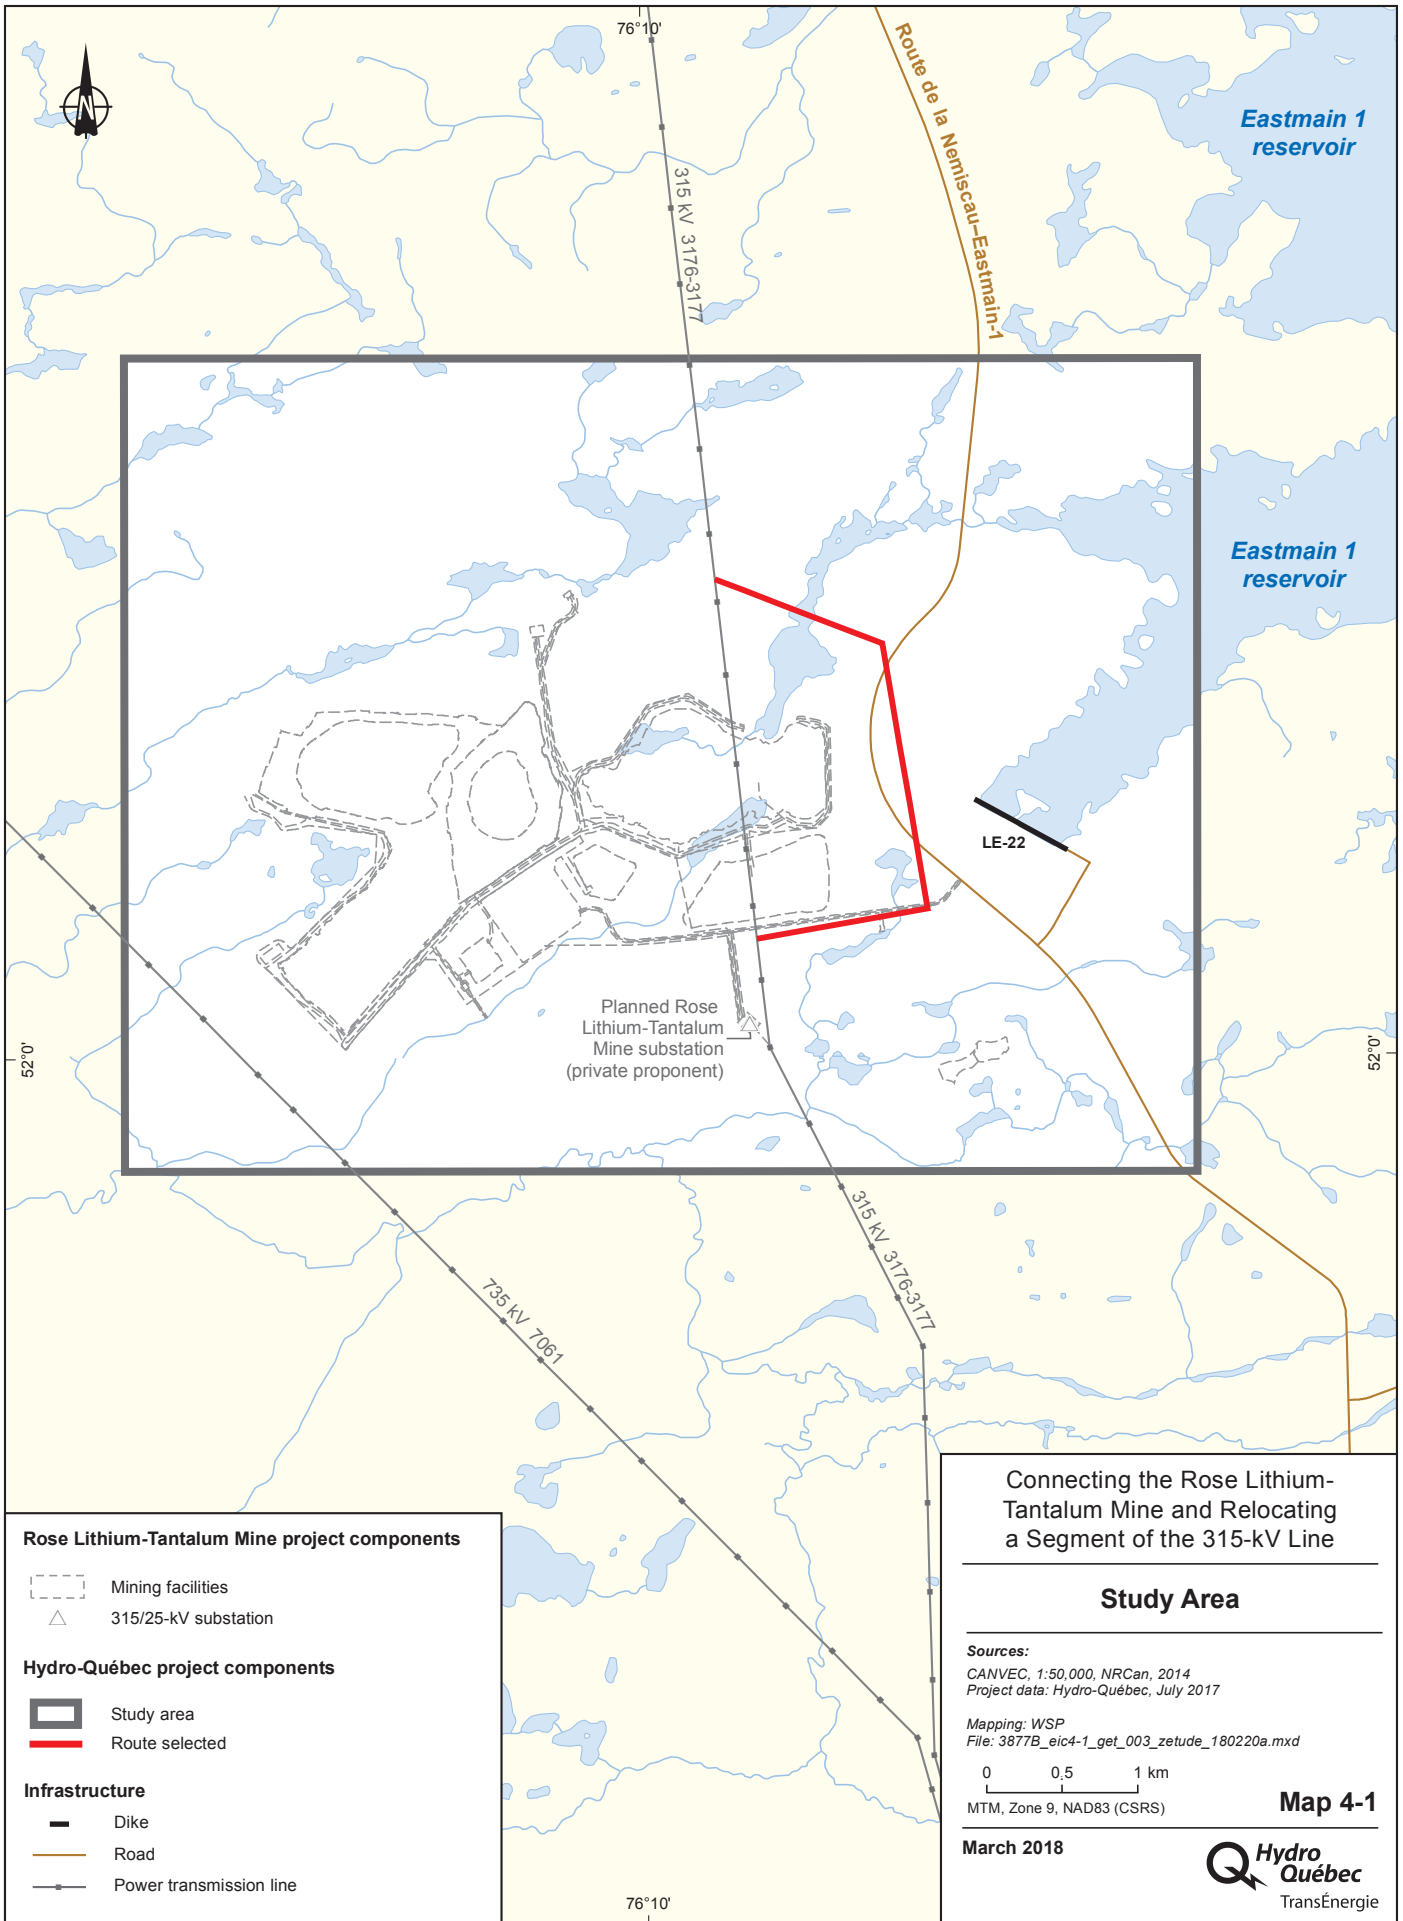 76°10'
Route de la Nemiscau–Eastmain-1
Eastmain 1
reservoir
315 kV 3176-3177
Eastmain 1
reservoir
LE-22
Planned Rose
Lithium-Tantalum
Mine substation
(private proponent)
52°0'
52°0'
315 kV 3176-3177
735 kV 7061
Rose Lithium-Tantalum Mine project components
Mining facilities
315/25-kV substation
Hydro-Québec project components
Study area
Route selected
Infrastructure
Dike
Road
Power transmission line
76°10'
Connecting the Rose Lithium-
Tantalum Mine and Relocating
a Segment of the 315-kV Line
Study Area
Sources:
CANVEC, 1:50,000, NRCan, 2014
Project data: Hydro-Québec, July 2017
Mapping: WSP
File: 3877B_eic4-1_get_003_zetude_180220a.mxd
0 0,5 1 km
MTM, Zone 9, NAD83 (CSRS)
Map 4-1
March 2018
Hydro
Québec
TransÉnergie
N